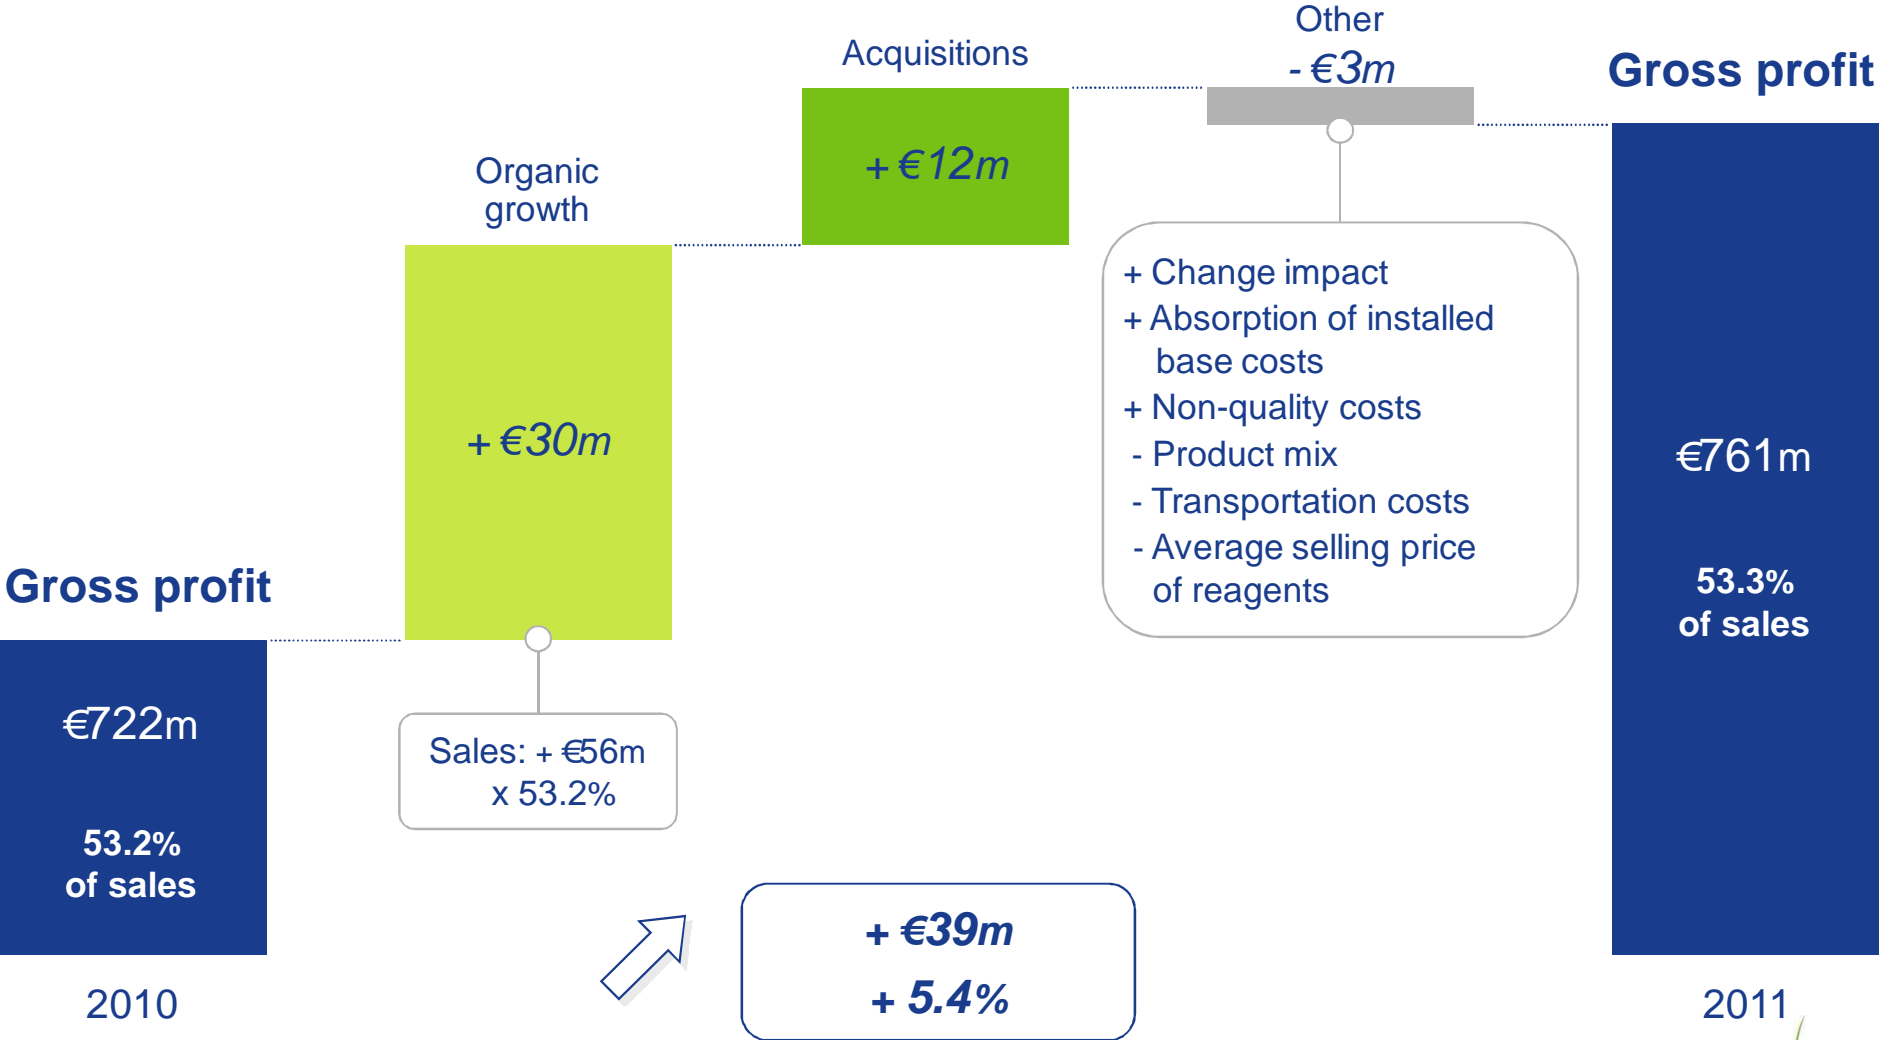 Gross profit
€722m
53.2%
of sales
2010
Organic
growth
+ €30m
Sales: + €56m
x 53.2%
Acquisitions
+ €12m
Other
- €3m
+ Change impact
+ Absorption of installed
base costs
+ Non-quality costs
- Product mix
- Transportation costs
- Average selling price
of reagents
Gross profit
€761m
53.3%
of sales
2011
+ €39m
+ 5.4%